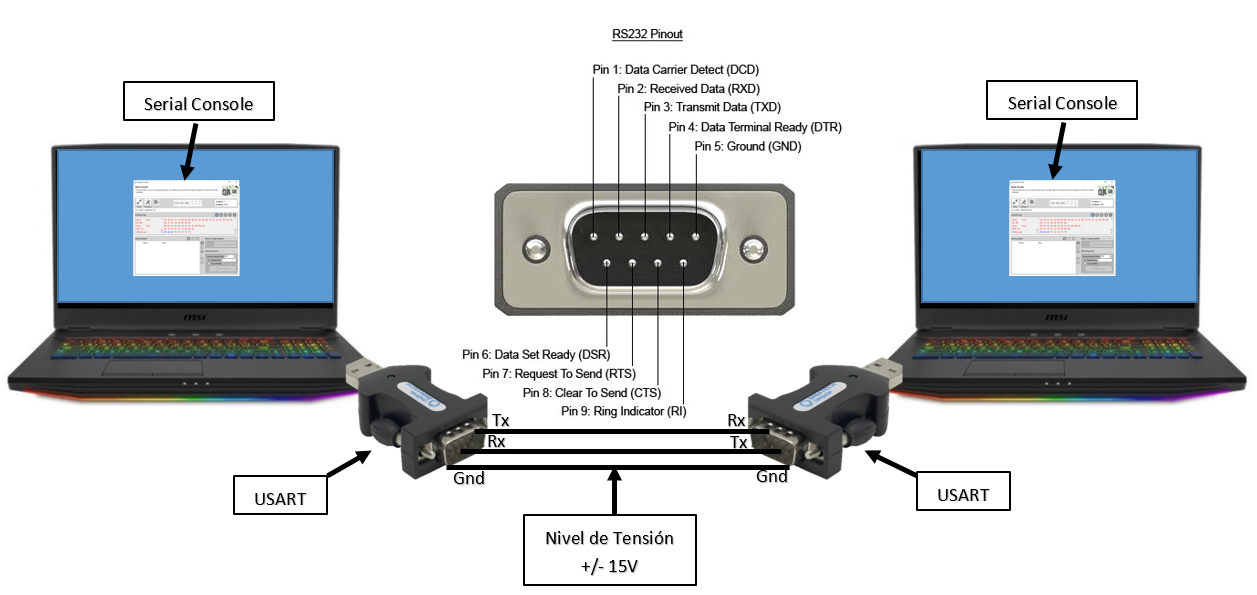 RS232 Pinout
Pin 1: Data Carrier Detect (DCD)
Pin 2: Received Data (RXD)
Pin 3: Transmit Data (TXD)
Pin 4: Data Terminal Ready (DTR)
Pin 5: Ground (GND)
Serial Console
Serial Console
msi
msi
Pin 6: Data Set Ready (DSR)
Pin 7: Request To Send (RTS)
Pin 8: Clear To Send (CTS)
Pin 9: Ring Indicator (RI)
Tx
Rx
Rx
Tx
Gnd
Gnd
USART
USART
Nivel de Tensión
+/- 15V